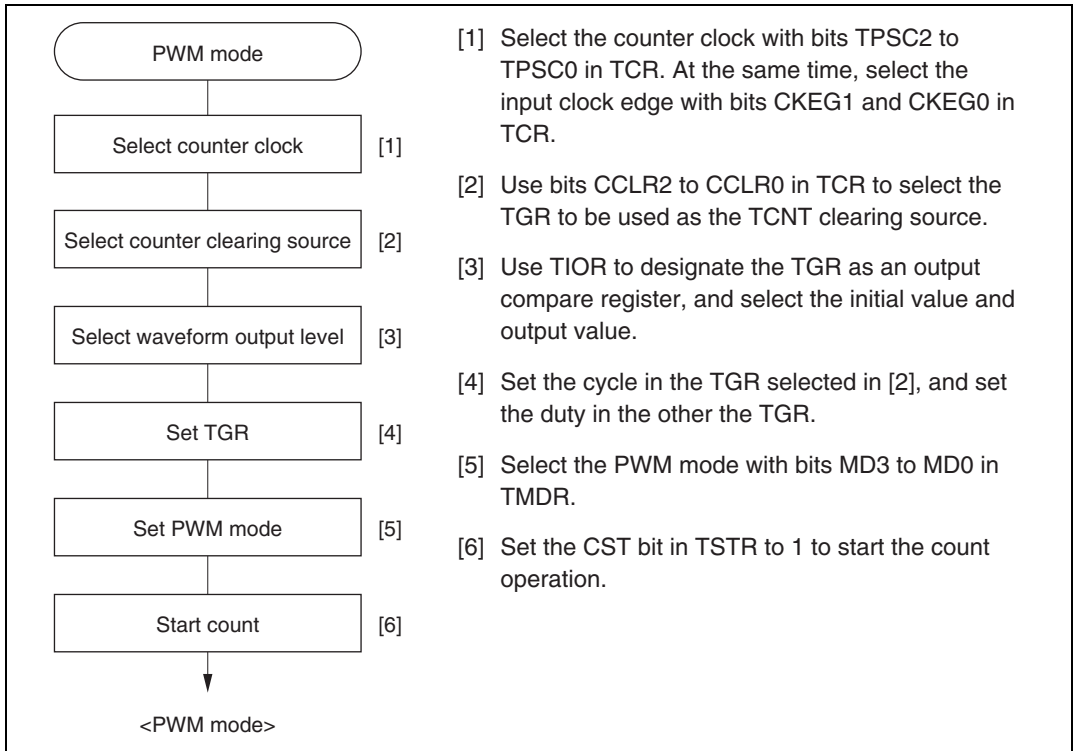 PWM mode
Select counter clock [1]
Select counter clearing source [2]
Select waveform output level [3]
Set TGR [4]
Set PWM mode [5]
Start count [6]
<PWM mode>
[1] Select the counter clock with bits TPSC2 to
TPSC0 in TCR. At the same time, select the
input clock edge with bits CKEG1 and CKEG0 in
TCR.
[2] Use bits CCLR2 to CCLR0 in TCR to select the
TGR to be used as the TCNT clearing source.
[3] Use TIOR to designate the TGR as an output
compare register, and select the initial value and
output value.
[4] Set the cycle in the TGR selected in [2], and set
the duty in the other the TGR.
[5] Select the PWM mode with bits MD3 to MD0 in
TMDR.
[6] Set the CST bit in TSTR to 1 to start the count
operation.